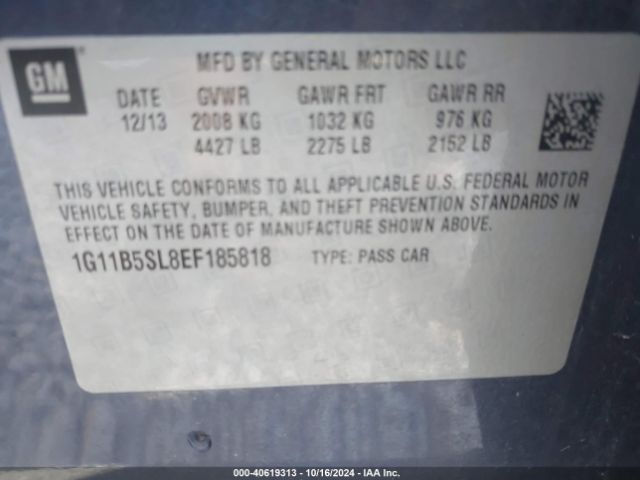 GM
MFD BY GENERAL MOTORS LLC
DATE GVWR GAWR FRT GAWR RR
12/13 2008 KG 1032 KG 976 KG
4427 LB 2275 LB 2152 LB
THIS VEHICLE CONFORMS TO ALL APPLICABLE U.S. FEDERAL MOTOR
VEHICLE SAFETY, BUMPER, AND THEFT PREVENTION STANDARDS IN
EFFECT ON THE DATE OF MANUFACTURE SHOWN ABOVE.
1G11B5SL8EF185818 TYPE: PASS CAR
000-40619313 - 10/16/2024 - IAA Inc.